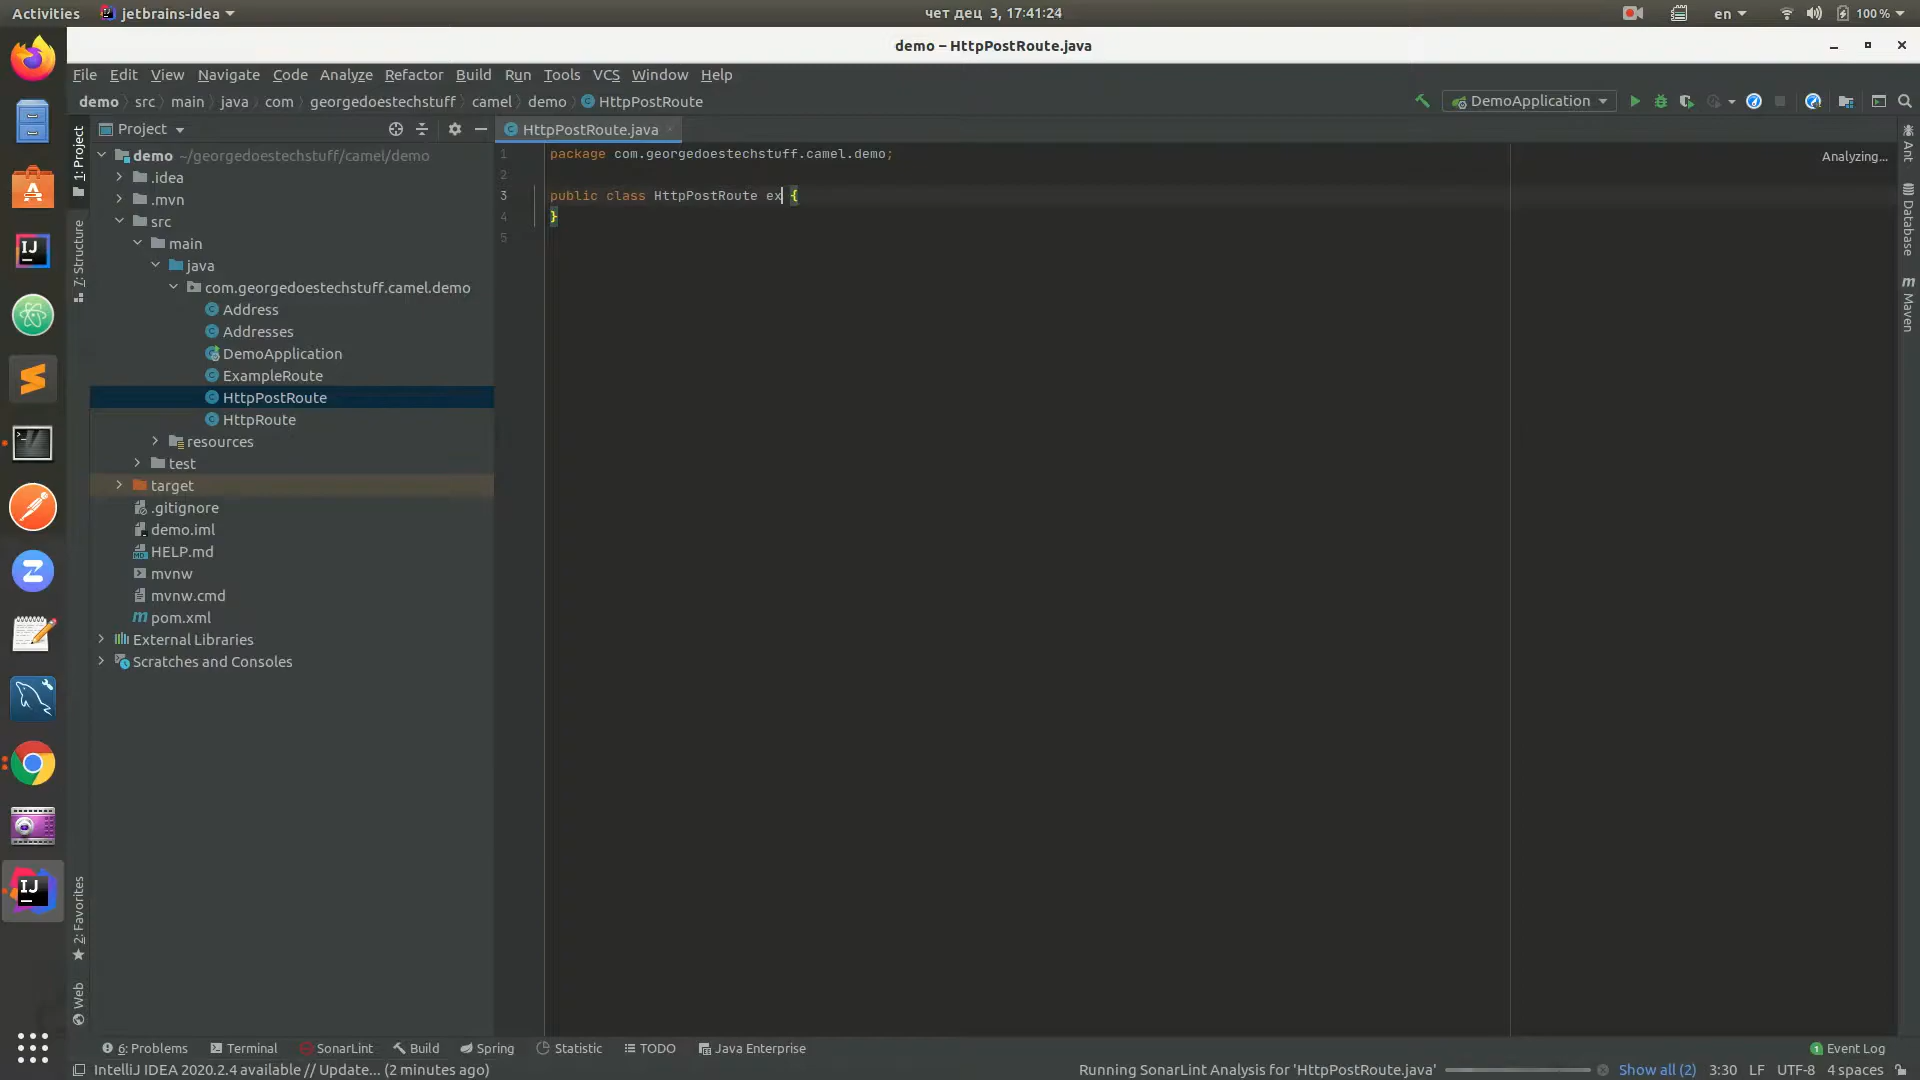 Activities jetbrains-idea чет дец 3, 17:41:24 en 100 %
demo – HttpPostRoute.java
File Edit View Navigate Code Analyze Refactor Build Run Tools VCS Window Help
demo src main java com georgedoestechstuff camel demo HttpPostRoute DemoApplication
Project HttpPostRoute.java
demo ~/georgedoestechstuff/camel/demo
.idea
.mvn
src
main
java
com.georgedoestechstuff.camel.demo
Address
Addresses
DemoApplication
ExampleRoute
HttpPostRoute
HttpRoute
resources
test
target
.gitignore
demo.iml
HELP.md
mvnw
mvnw.cmd
pom.xml
External Libraries
Scratches and Consoles
1: Project
7: Structure
2: Favorites
Web
1 package com.georgedoestechstuff.camel.demo;
2
3 public class HttpPostRoute ex {
4 }
5
Analyzing...
Ant
Database
Maven
6: Problems Terminal SonarLint Build Spring Statistic TODO Java Enterprise 1 Event Log
IntelliJ IDEA 2020.2.4 available // Update... (2 minutes ago) Running SonarLint Analysis for 'HttpPostRoute.java' Show all (2) 3:30 LF UTF-8 4 spaces